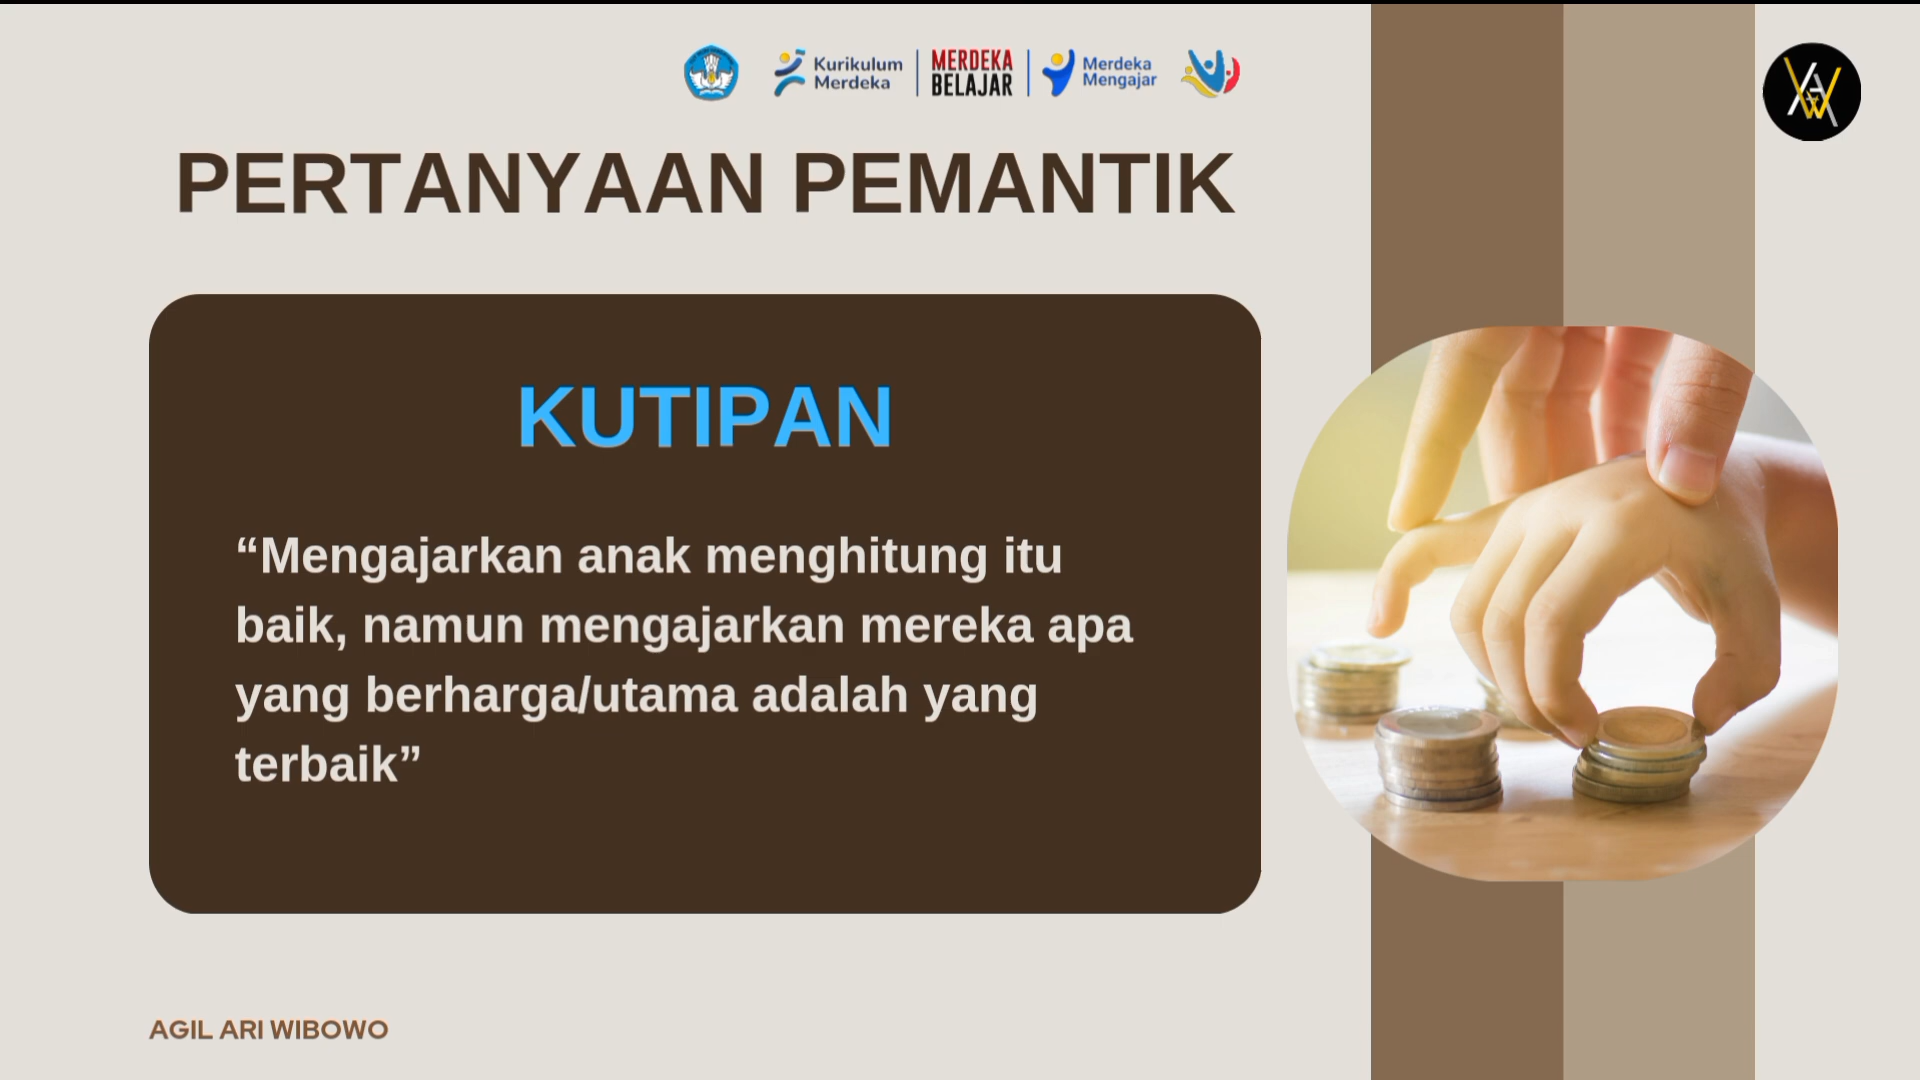 Kurikulum
Merdeka
MERDEKA
BELAJAR
Merdeka
Mengajar
PERTANYAAN PEMANTIK
KUTIPAN
“Mengajarkan anak menghitung itu
baik, namun mengajarkan mereka apa
yang berharga/utama adalah yang
terbaik”
AGIL ARI WIBOWO